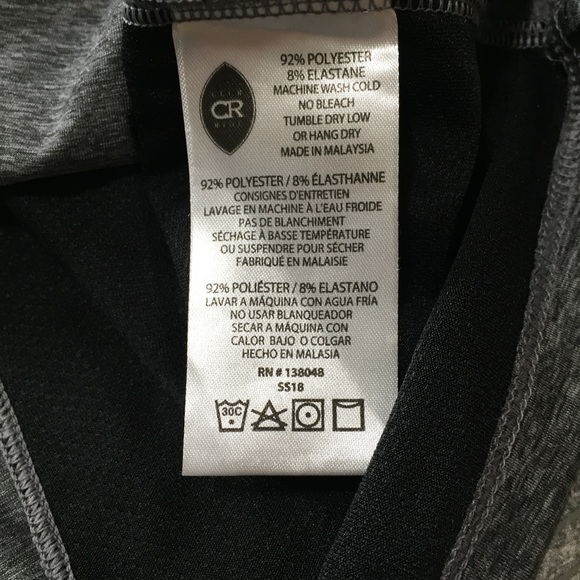 CLUB
CR
RIDE
92% POLYESTER
8% ELASTANE
MACHINE WASH COLD
NO BLEACH
TUMBLE DRY LOW
OR HANG DRY
MADE IN MALAYSIA
92% POLYESTER / 8% ÉLASTHANNE
CONSIGNES D'ENTRETIEN
LAVAGE EN MACHINE À L'EAU FROIDE
PAS DE BLANCHIMENT
SÉCHAGE À BASSE TEMPÉRATURE
OU SUSPENDRE POUR SÉCHER
FABRIQUÉ EN MALAISIE
92% POLIÉSTER / 8% ELASTANO
LAVAR A MÁQUINA CON AGUA FRÍA
NO USAR BLANQUEADOR
SECAR A MÁQUINA CON
CALOR BAJO O COLGAR
HECHO EN MALASIA
RN # 138048
SS18
30C